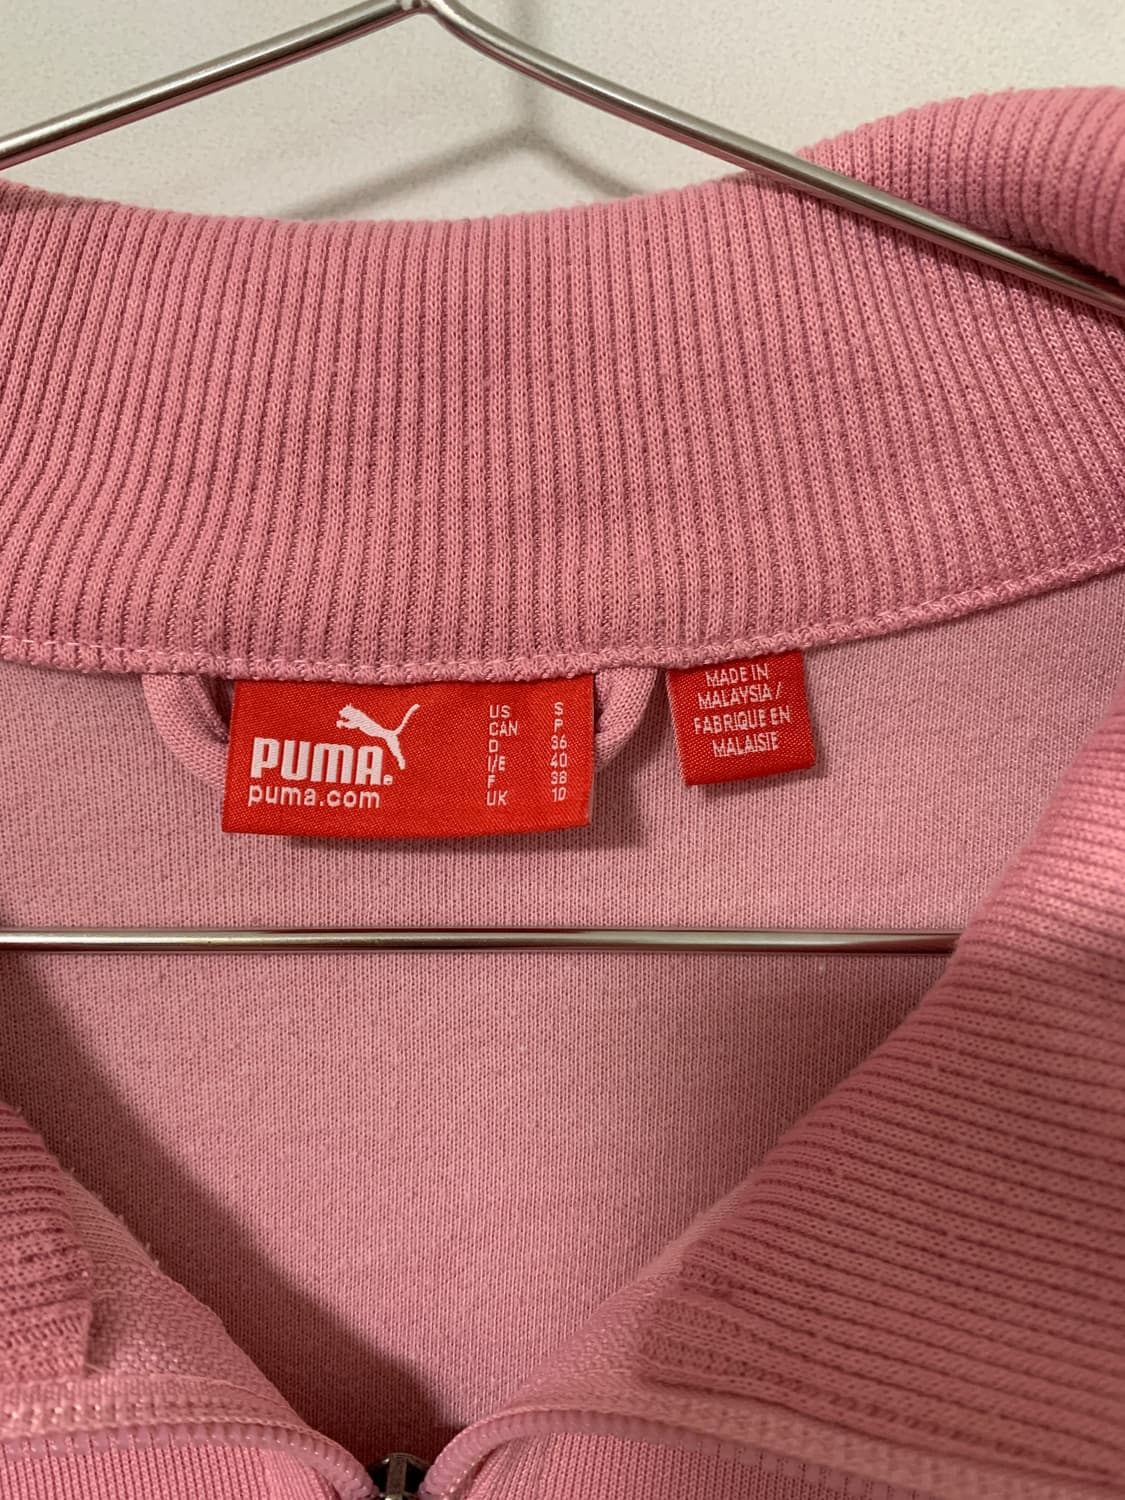 PUMA®
puma.com
US S
CAN P
D 36
I/E 40
F 38
UK 10
MADE IN
MALAYSIA /
FABRIQUE EN
MALAISIE